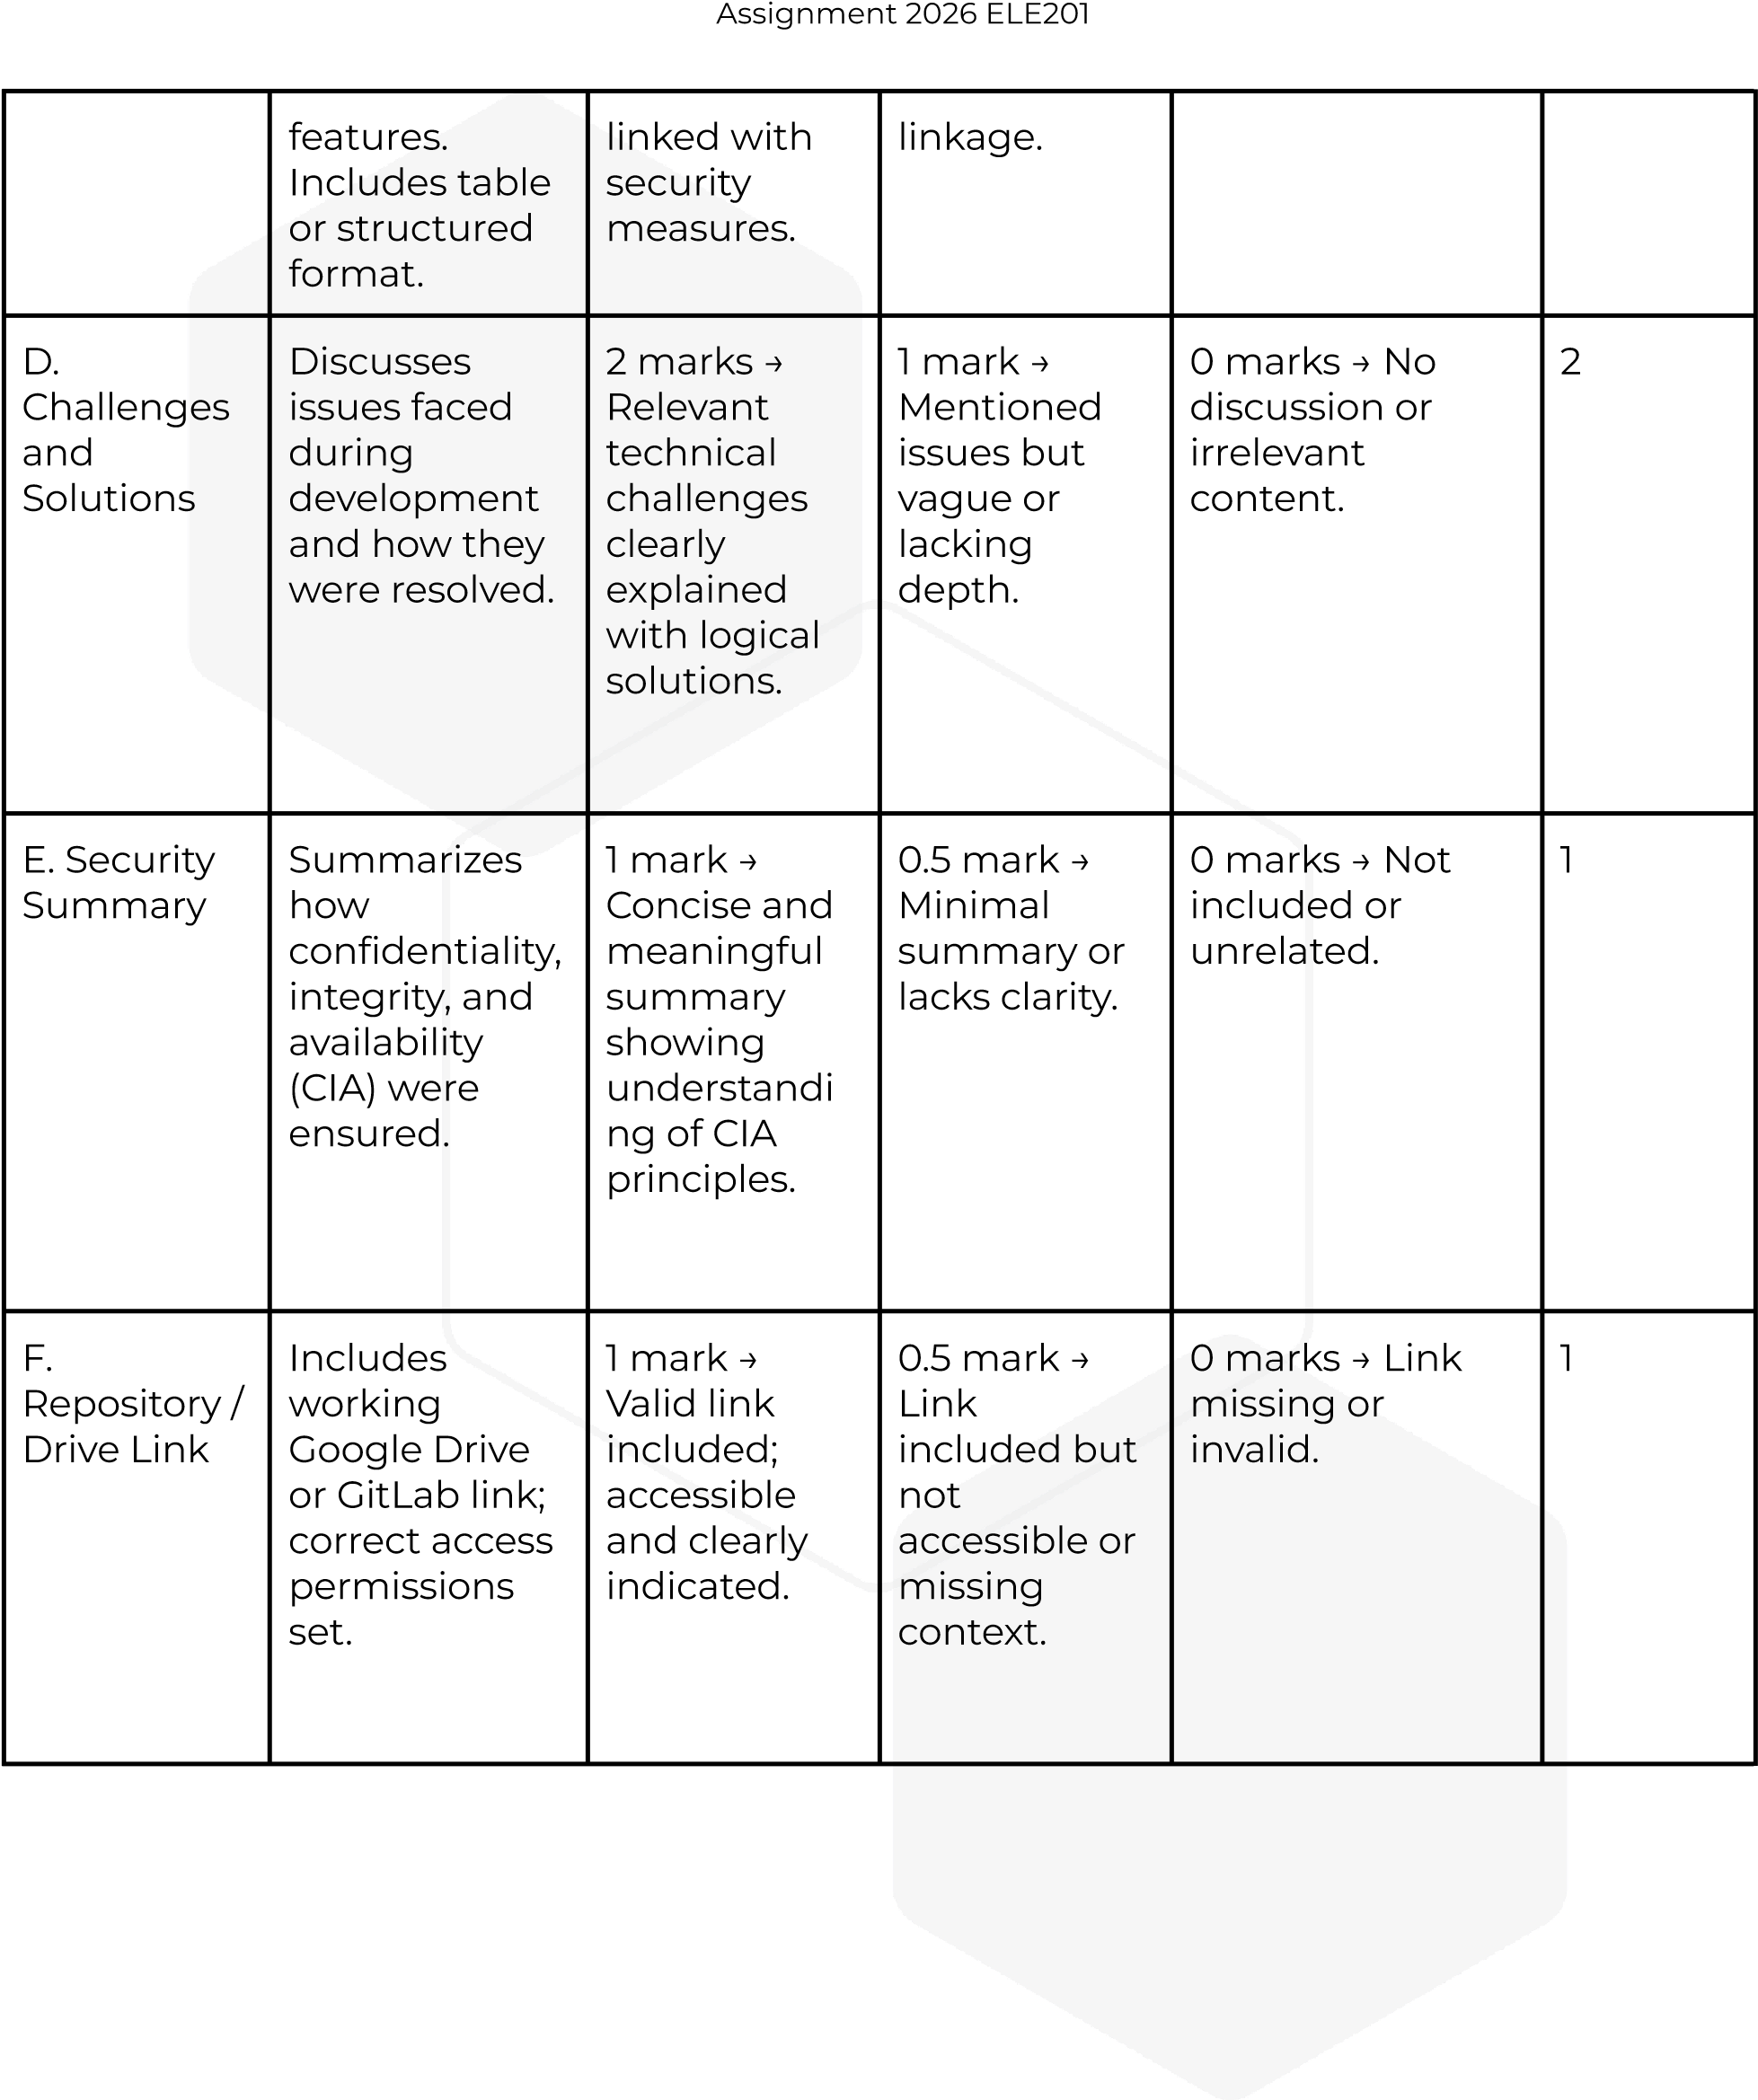 Assignment 2026 ELE201
features.
Includes table
or structured
format.
linked with
security
measures.
linkage.
D.
Challenges
and
Solutions
Discusses
issues faced
during
development
and how they
were resolved.
2 marks →
Relevant
technical
challenges
clearly
explained
with logical
solutions.
1 mark →
Mentioned
issues but
vague or
lacking
depth.
0 marks → No
discussion or
irrelevant
content.
2
E. Security
Summary
Summarizes
how
confidentiality,
integrity, and
availability
(CIA) were
ensured.
1 mark →
Concise and
meaningful
summary
showing
understandi
ng of CIA
principles.
0.5 mark →
Minimal
summary or
lacks clarity.
0 marks → Not
included or
unrelated.
1
F.
Repository /
Drive Link
Includes
working
Google Drive
or GitLab link;
correct access
permissions
set.
1 mark →
Valid link
included;
accessible
and clearly
indicated.
0.5 mark →
Link
included but
not
accessible or
missing
context.
0 marks → Link
missing or
invalid.
1